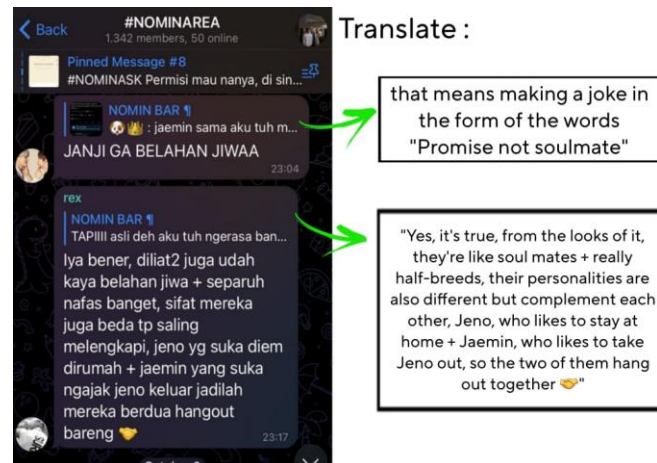 Back
#NOMINAREA
1.342 members, 50 online
Pinned Message #8
#NOMINASK Permisi mau nanya, di sin...
NOMIN BAR ¶
🐶👑 : jaemin sama aku tuh m...
JANJI GA BELAHAN JIWAA
23:04
rex
NOMIN BAR ¶
TAPIIII asli deh aku tuh ngerasa ban...
Iya bener, diliat2 juga udah
kaya belahan jiwa + separuh
nafas banget, sifat mereka
juga beda tp saling
melengkapi, jeno yg suka diem
dirumah + jaemin yang suka
ngajak jeno keluar jadilah
mereka berdua hangout
bareng 🤝
23:17
Translate :
that means making a joke in
the form of the words
"Promise not soulmate"
"Yes, it's true, from the looks of it,
they're like soul mates + really
half-breeds, their personalities are
also different but complement each
other, Jeno, who likes to stay at
home + Jaemin, who likes to take
Jeno out, so the two of them hang
out together 🤝"